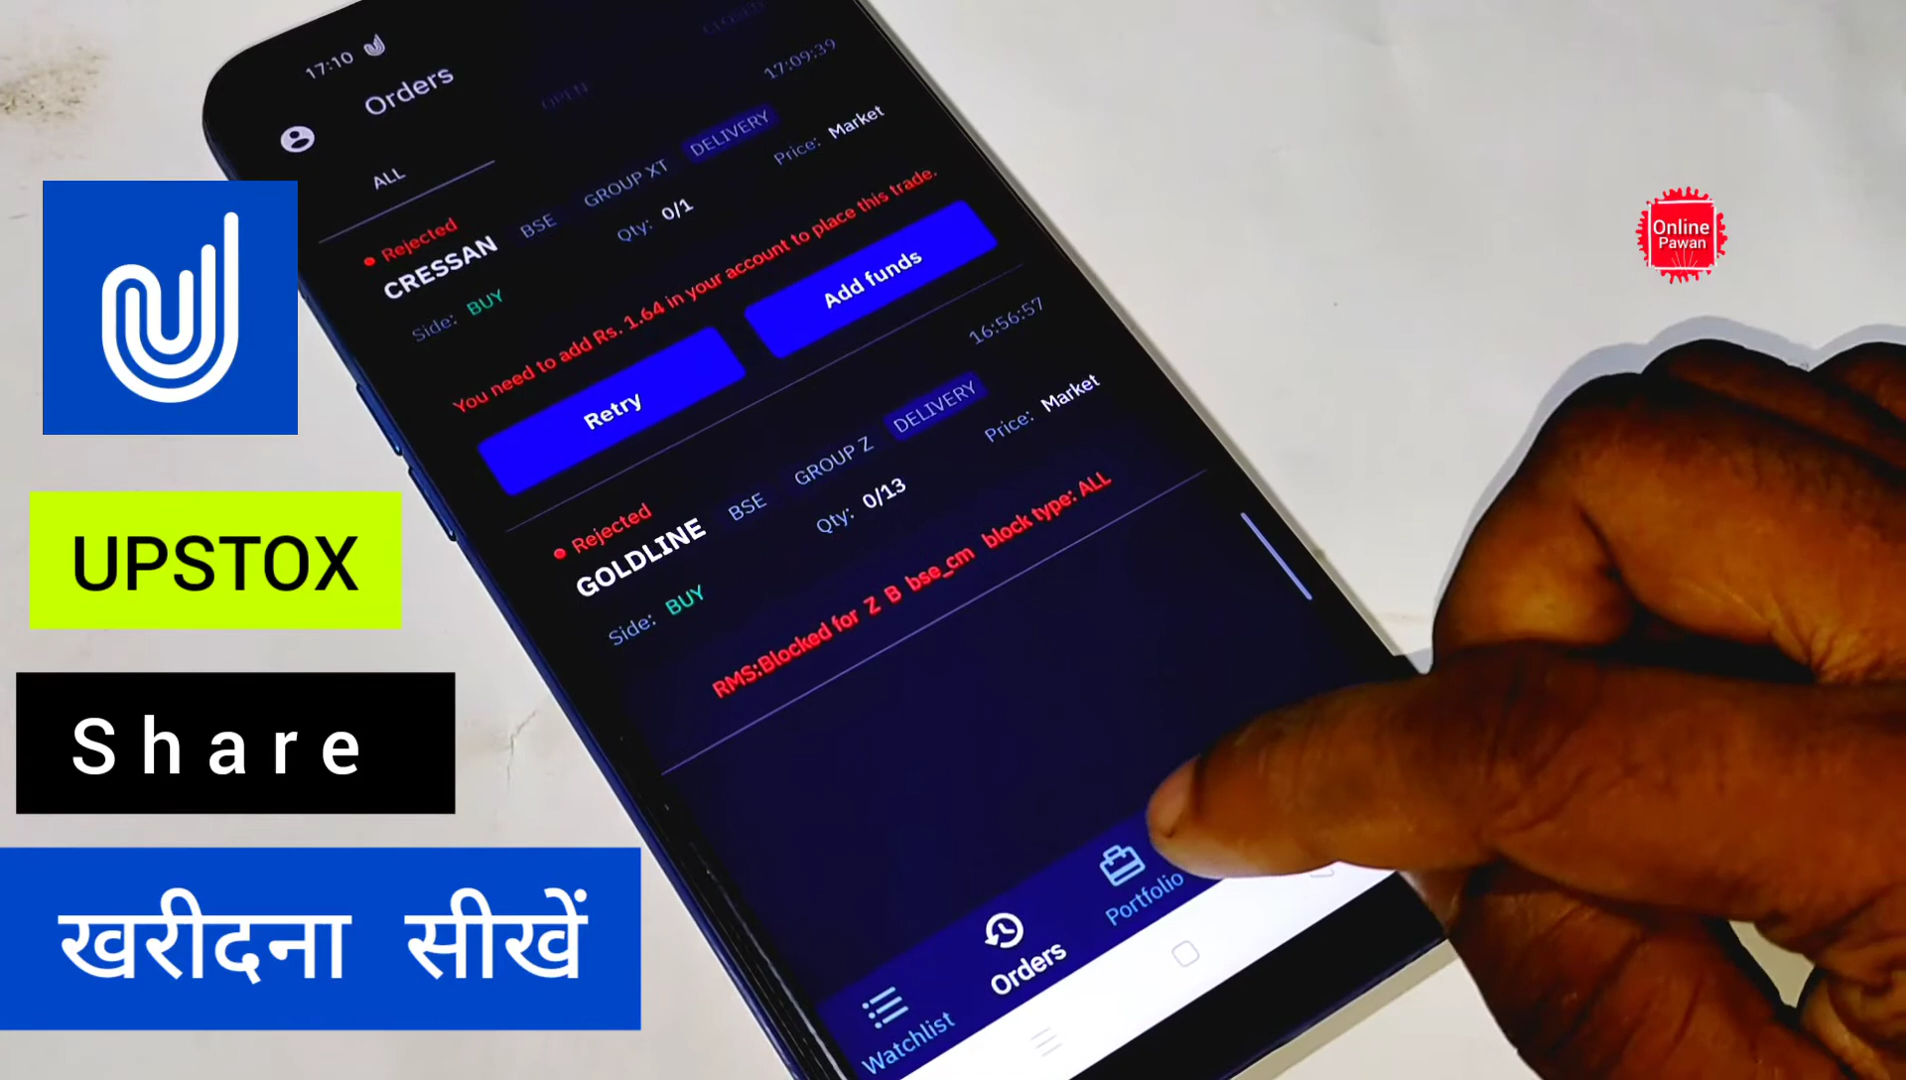 17:10
Orders
ALL
OPEN
CLOSED
17:09:39
Rejected
CRESSAN BSE GROUP XT DELIVERY
Side: BUY Qty: 0/1 Price: Market
You need to add Rs. 1.64 in your account to place this trade.
Retry Add funds
16:56:57
Rejected
GOLDLINE BSE GROUP Z DELIVERY
Side: BUY Qty: 0/13 Price: Market
RMS:Blocked for Z B bse_cm block type: ALL
Watchlist Orders Portfolio
UPSTOX
Share
खरीदना सीखें
Online
Pawan